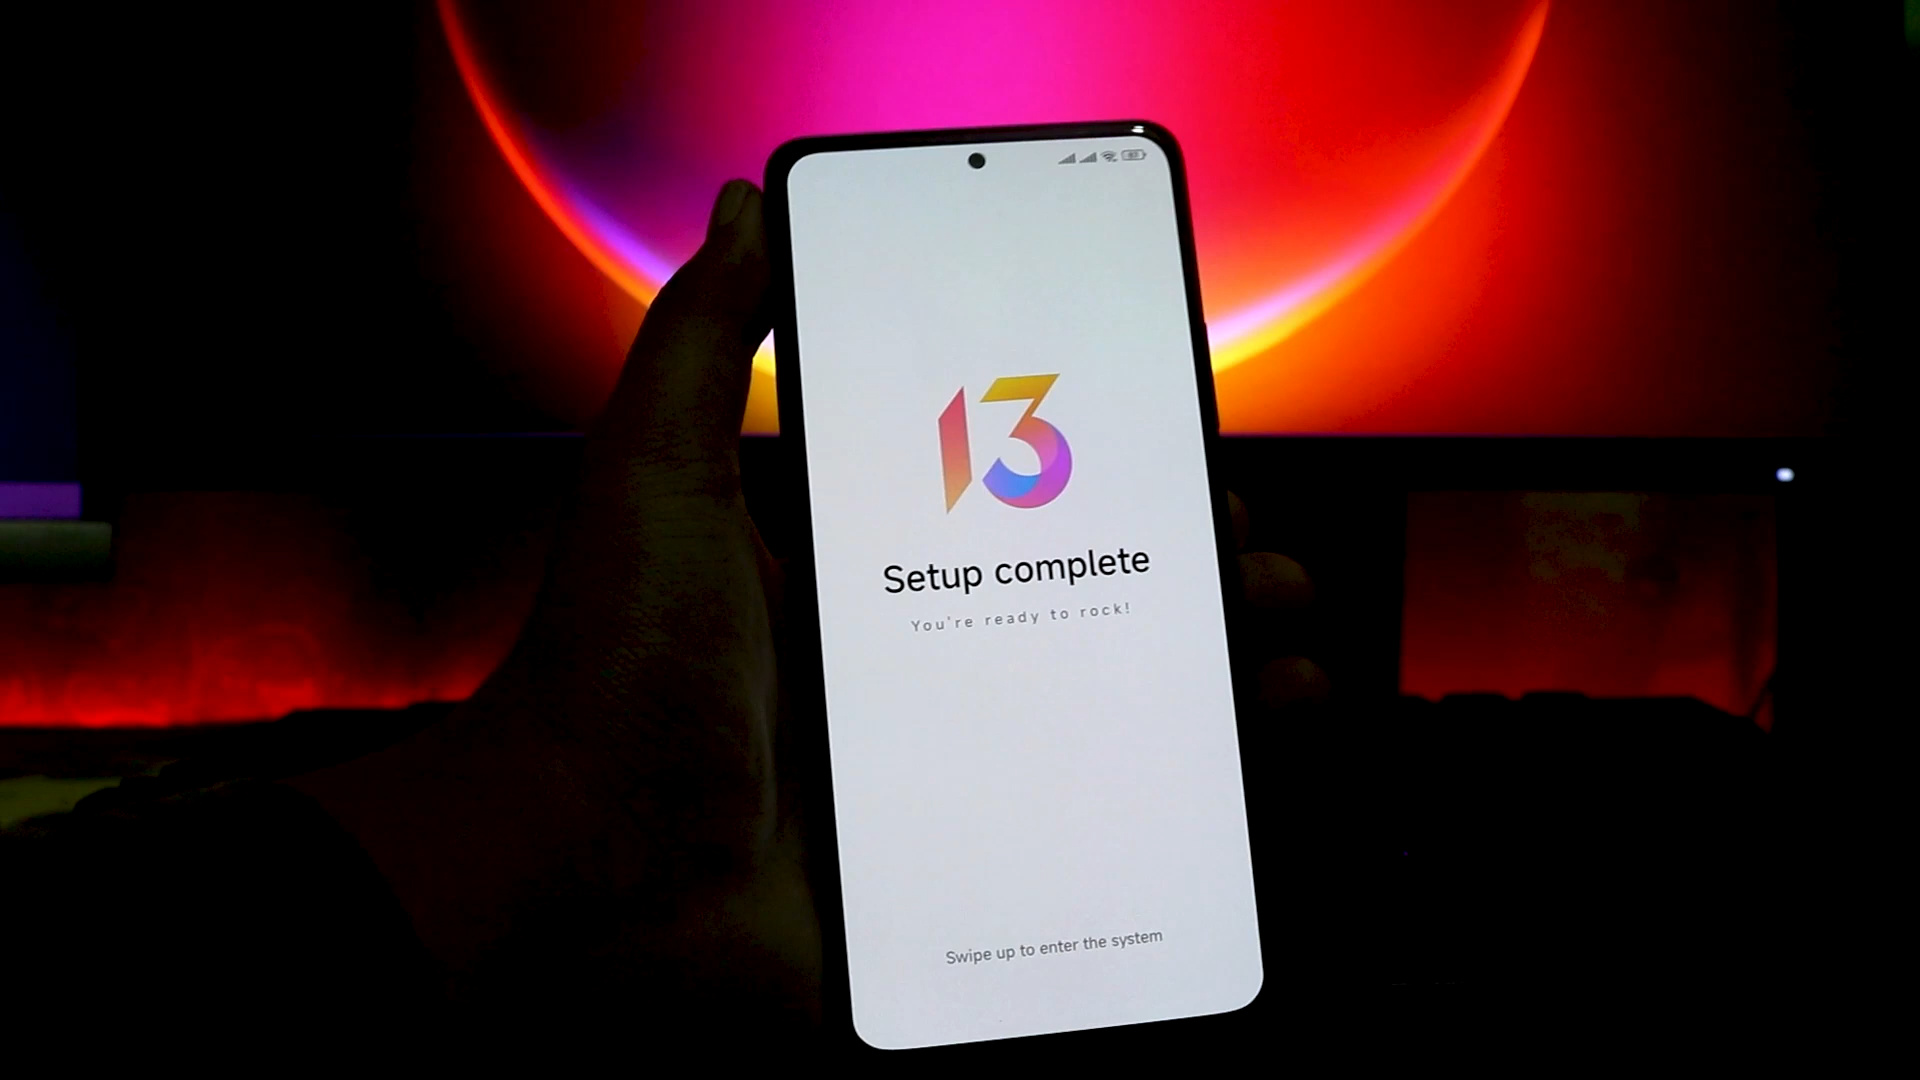 13
Setup complete
You're ready to rock!
Swipe up to enter the system